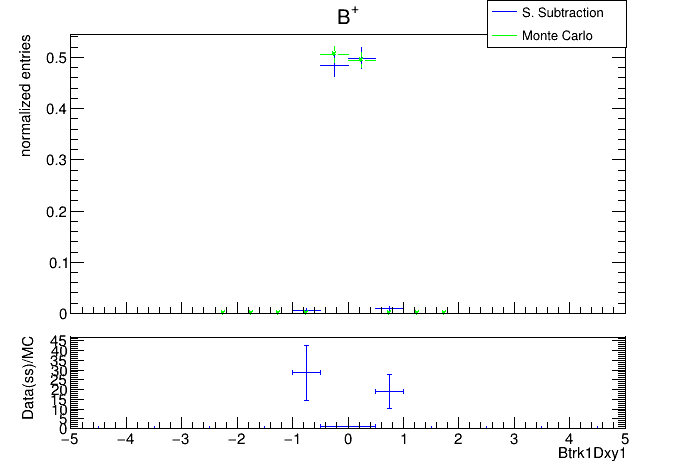 B+
S. Subtraction
Monte Carlo
normalized entries
0.5
0.4
0.3
0.2
0.1
0
Data(ss)/MC
45
40
35
30
25
20
15
10
5
0
−5 −4 −3 −2 −1 0 1 2 3 4 5
Btrk1Dxy1